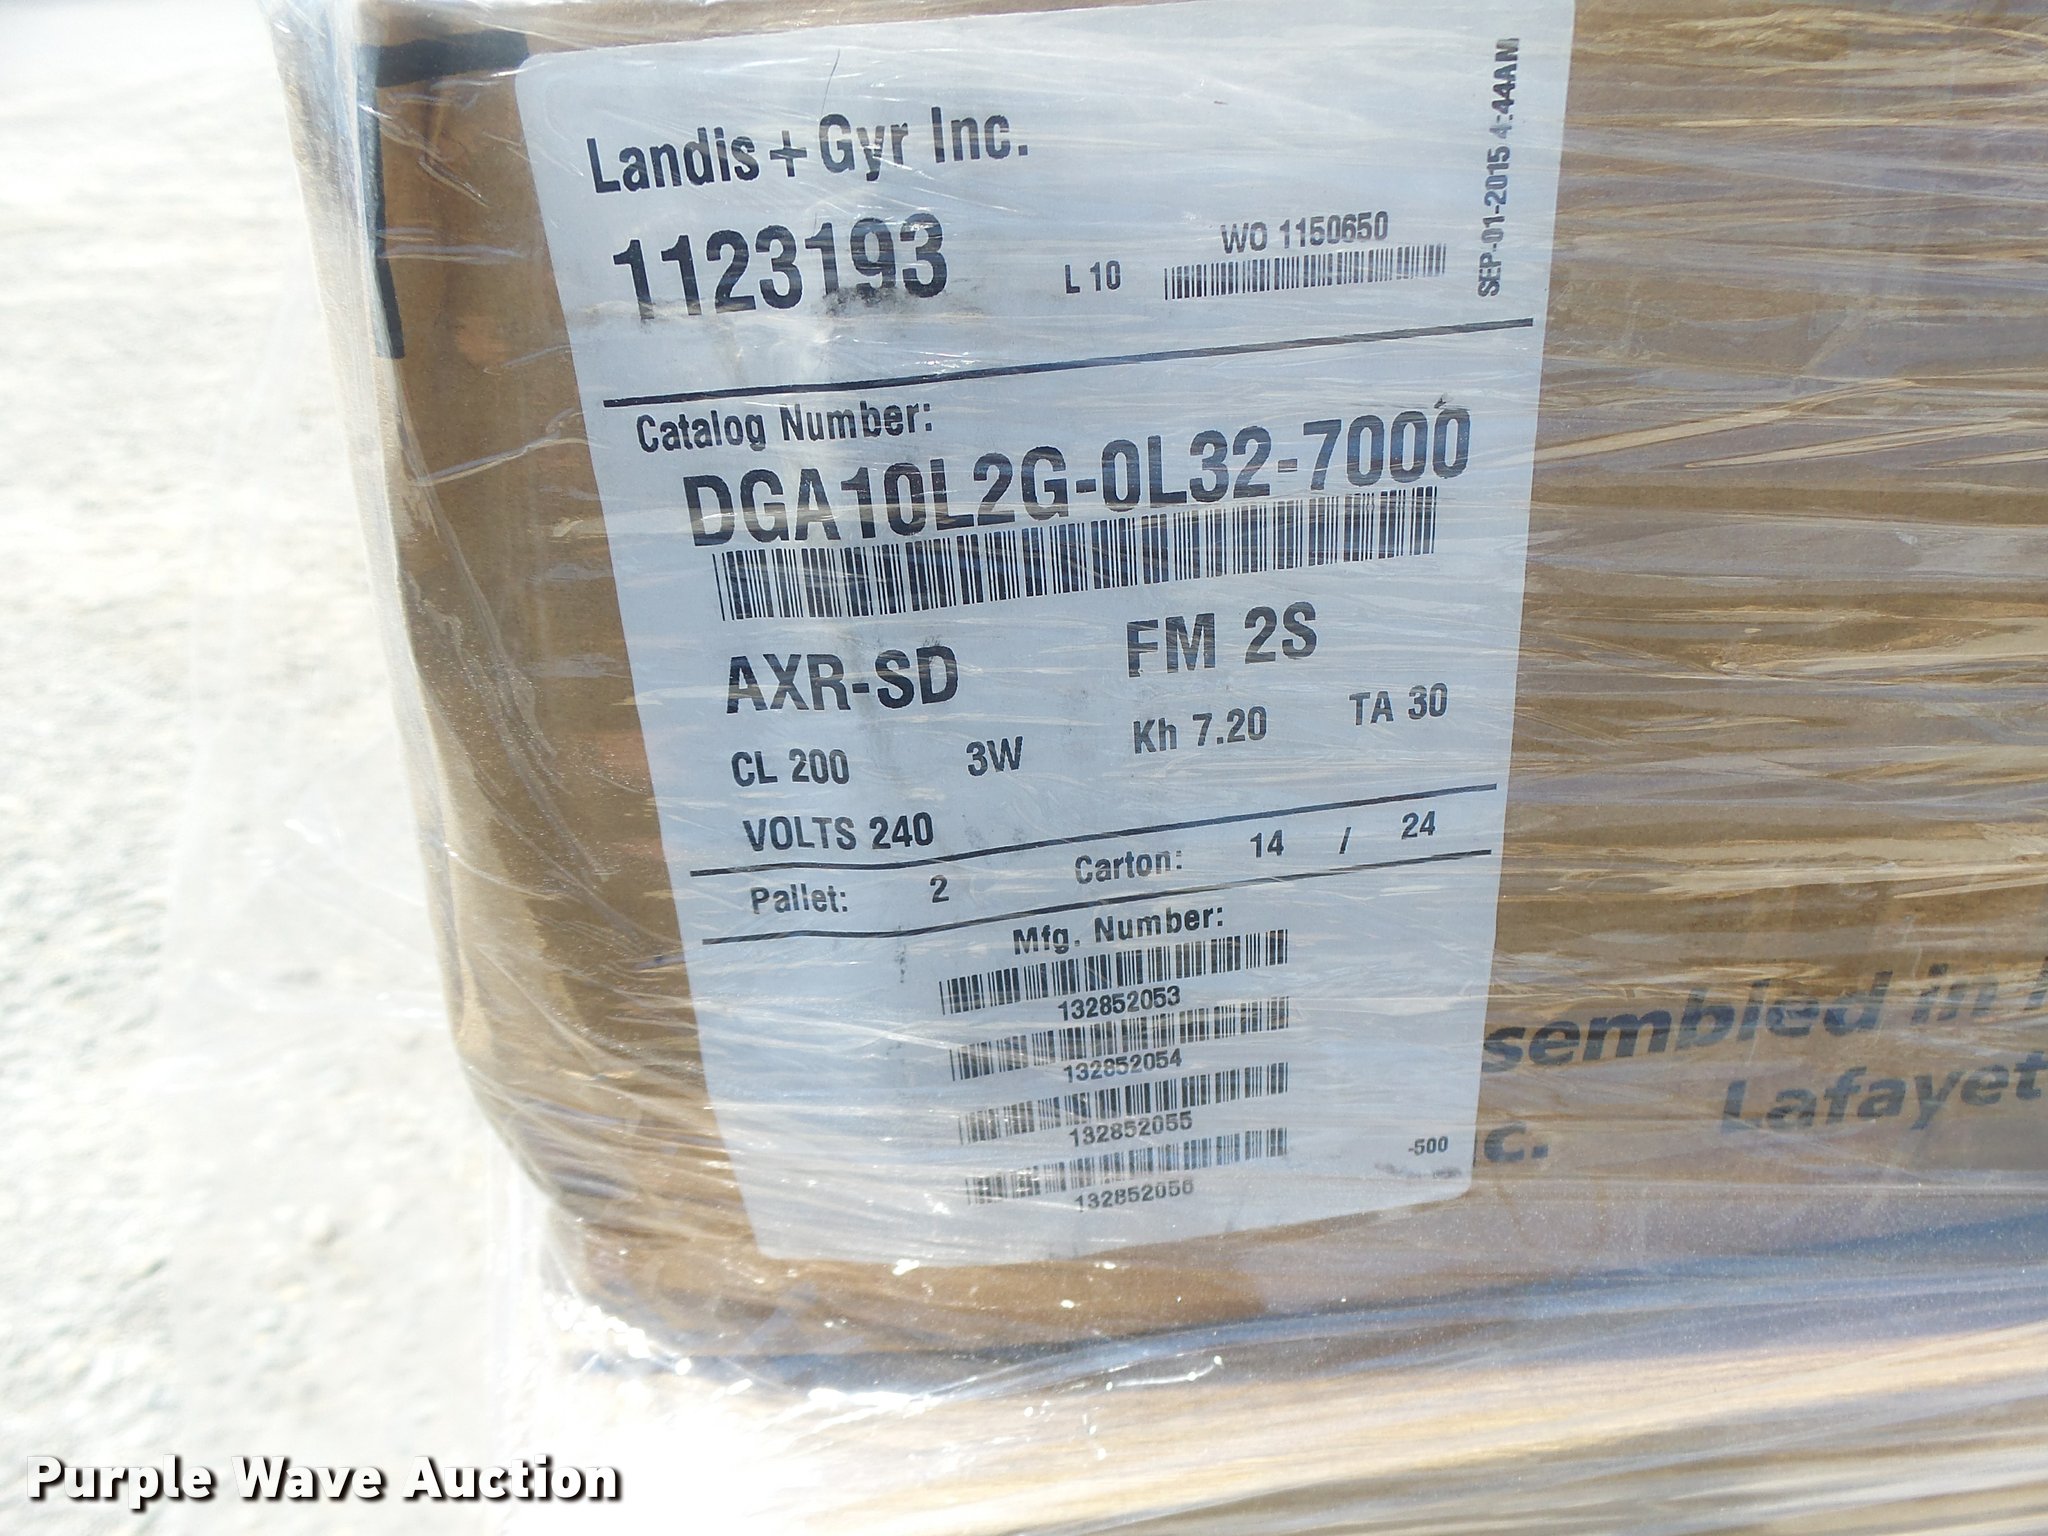 Landis + Gyr Inc.
1123193
L 10
WO 1150650
SEP-01-2015 4:44AM
Catalog Number:
DGA10L2G-0L32-7000
AXR-SD FM 2S
CL 200 3W Kh 7.20 TA 30
VOLTS 240
Pallet: 2 Carton: 14 / 24
Mfg. Number:
132852053
132852054
132852055
132852056
-500
sembled in
Lafayet
c.
Purple Wave Auction